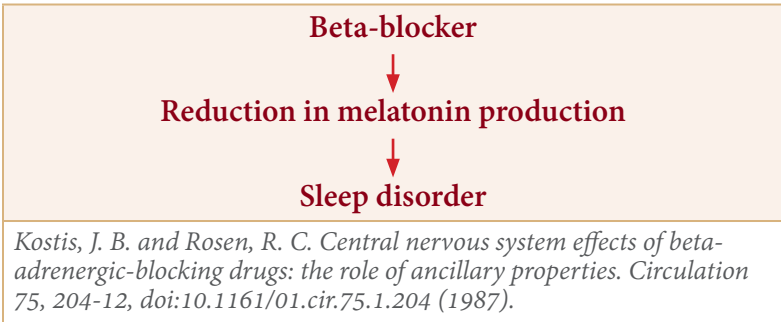 Beta-blocker
Reduction in melatonin production
Sleep disorder
Kostis, J. B. and Rosen, R. C. Central nervous system effects of beta-
adrenergic-blocking drugs: the role of ancillary properties. Circulation
75, 204-12, doi:10.1161/01.cir.75.1.204 (1987).